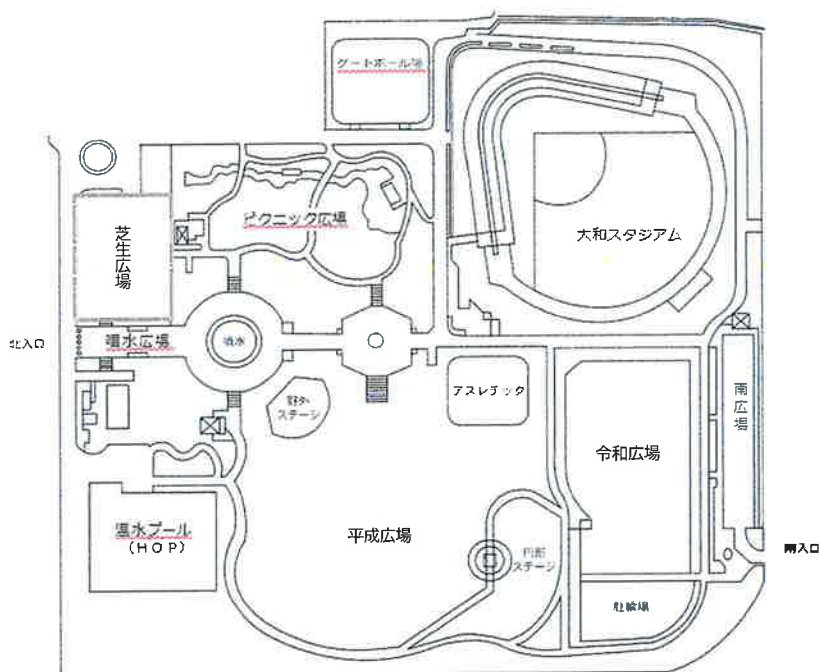 ゲートボール場
ピクニック広場
大和スタジアム
芝生広場
北入口
噴水広場
噴水
野外
ステージ
アスレチック
南広場
令和広場
温水プール
(HOP)
平成広場
円形
ステージ
南入口
駐輪場